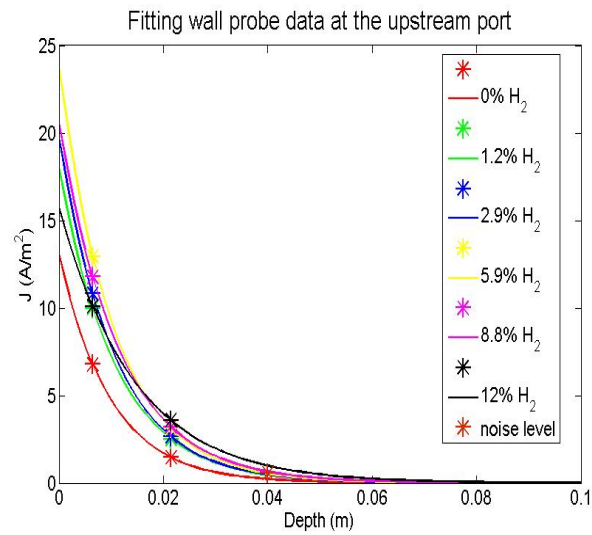 Fitting wall probe data at the upstream port
25
20
15
10
5
0
J (A/m²)
0
0.02
0.04
0.06
0.08
0.1
Depth (m)
0% H₂
1.2% H₂
2.9% H₂
5.9% H₂
8.8% H₂
12% H₂
noise level